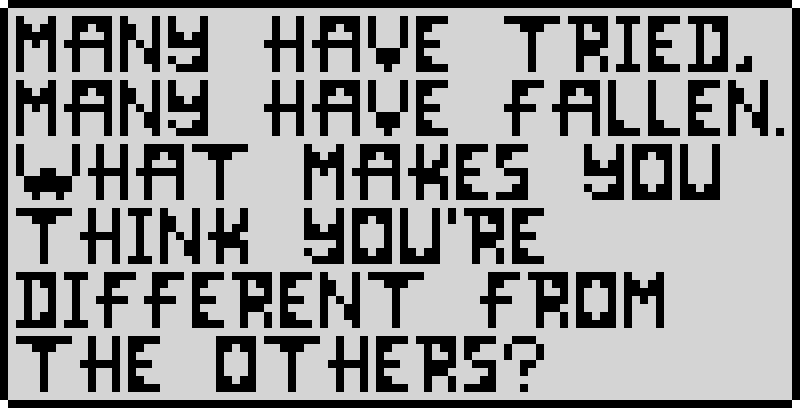 MANY HAVE TRIED,
MANY HAVE FALLEN.
WHAT MAKES YOU
THINK YOU'RE
DIFFERENT FROM
THE OTHERS?